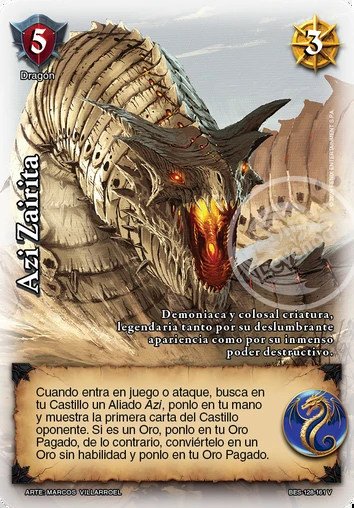 5
3
Dragón
Azi Zairita
Demoniaca y colosal criatura,
legendaria tanto por su deslumbrante
apariencia como por su inmenso
poder destructivo.
Cuando entra en juego o ataque, busca en
tu Castillo un Aliado Azi, ponlo en tu mano
y muestra la primera carta del Castillo
oponente. Si es un Oro, ponlo en tu Oro
Pagado, de lo contrario, conviértelo en un
Oro sin habilidad y ponlo en tu Oro Pagado.
ARTE: MARCOS VILLARROEL
BES-128-161 V